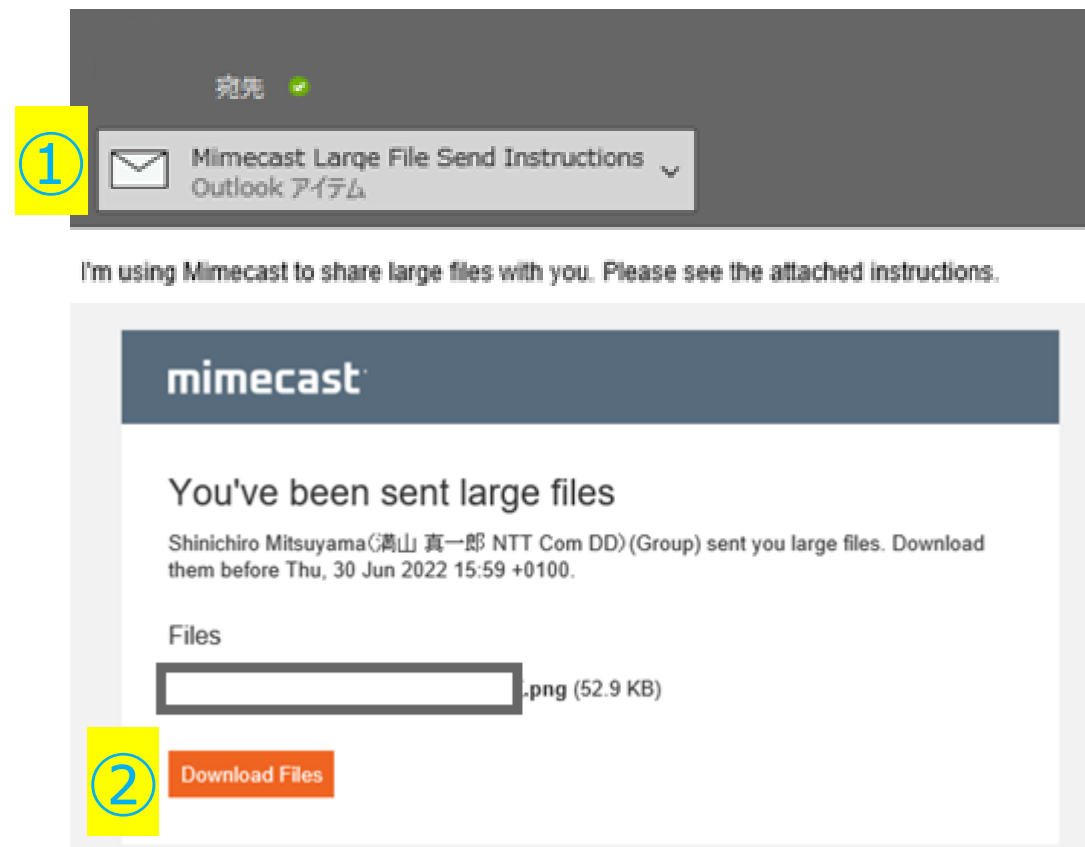 宛先
①
Mimecast Large File Send Instructions
Outlook アイテム
I'm using Mimecast to share large files with you. Please see the attached instructions.
mimecast
You've been sent large files
Shinichiro Mitsuyama(満山 真一郎 NTT Com DD)(Group) sent you large files. Download
them before Thu, 30 Jun 2022 15:59 +0100.
Files
.png (52.9 KB)
②
Download Files